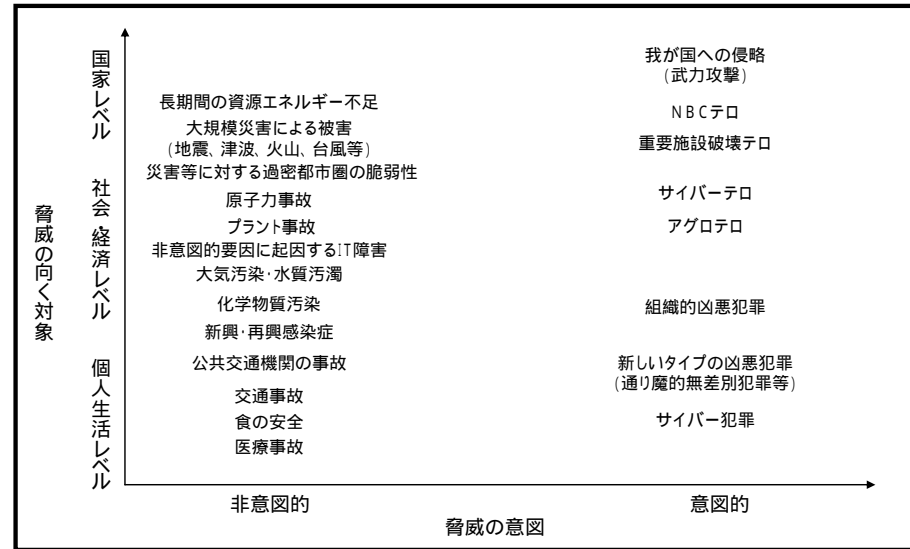 脅威の向く対象
国家レベル
社会・経済レベル
個人生活レベル
長期間の資源エネルギー不足
大規模災害による被害
(地震、津波、火山、台風等)
災害等に対する過密都市圏の脆弱性
原子力事故
プラント事故
非意図的要因に起因するIT障害
大気汚染・水質汚濁
化学物質汚染
新興・再興感染症
公共交通機関の事故
交通事故
食の安全
医療事故
我が国への侵略
(武力攻撃)
NBCテロ
重要施設破壊テロ
サイバーテロ
アグロテロ
組織的凶悪犯罪
新しいタイプの凶悪犯罪
(通り魔的無差別犯罪等)
サイバー犯罪
非意図的
意図的
脅威の意図